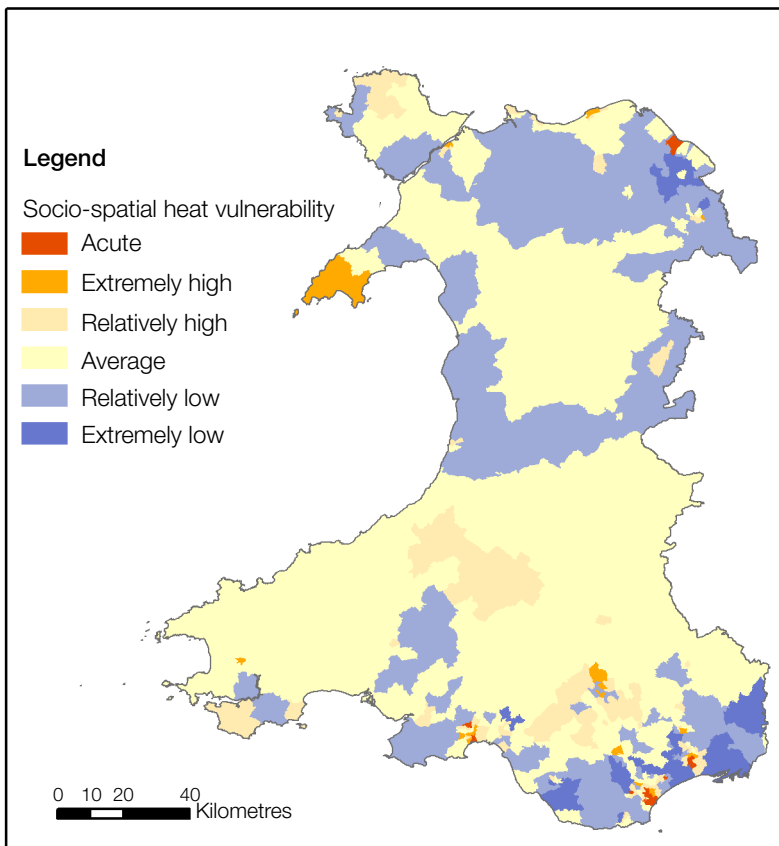 Legend
Socio-spatial heat vulnerability
Acute
Extremely high
Relatively high
Average
Relatively low
Extremely low
0 10 20 40
Kilometres